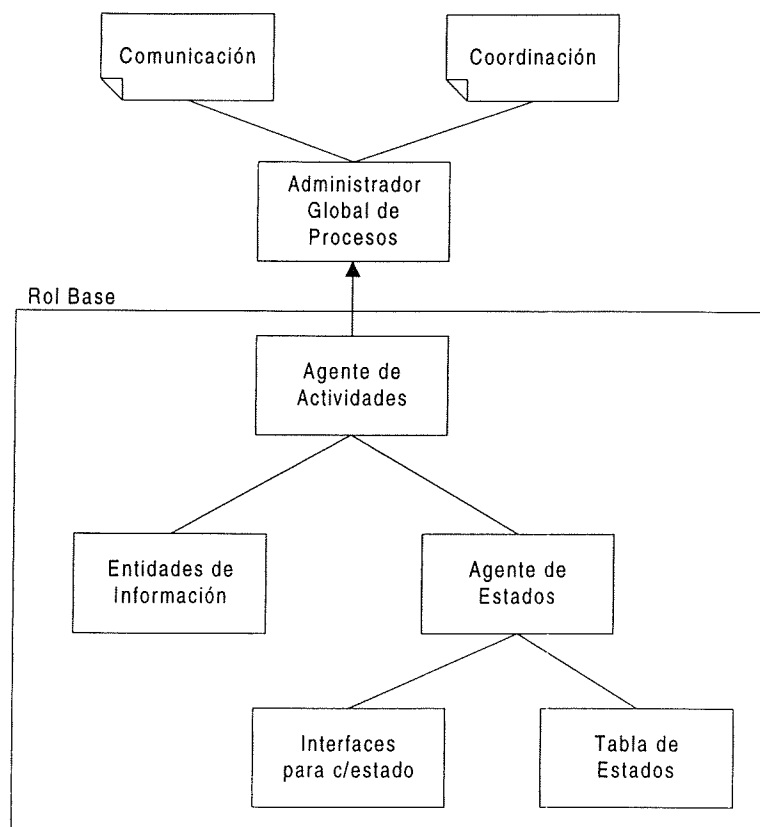 Comunicación
Coordinación
Administrador
Global de
Procesos
Rol Base
Agente de
Actividades
Entidades de
Información
Agente de
Estados
Interfaces
para c/estado
Tabla de
Estados